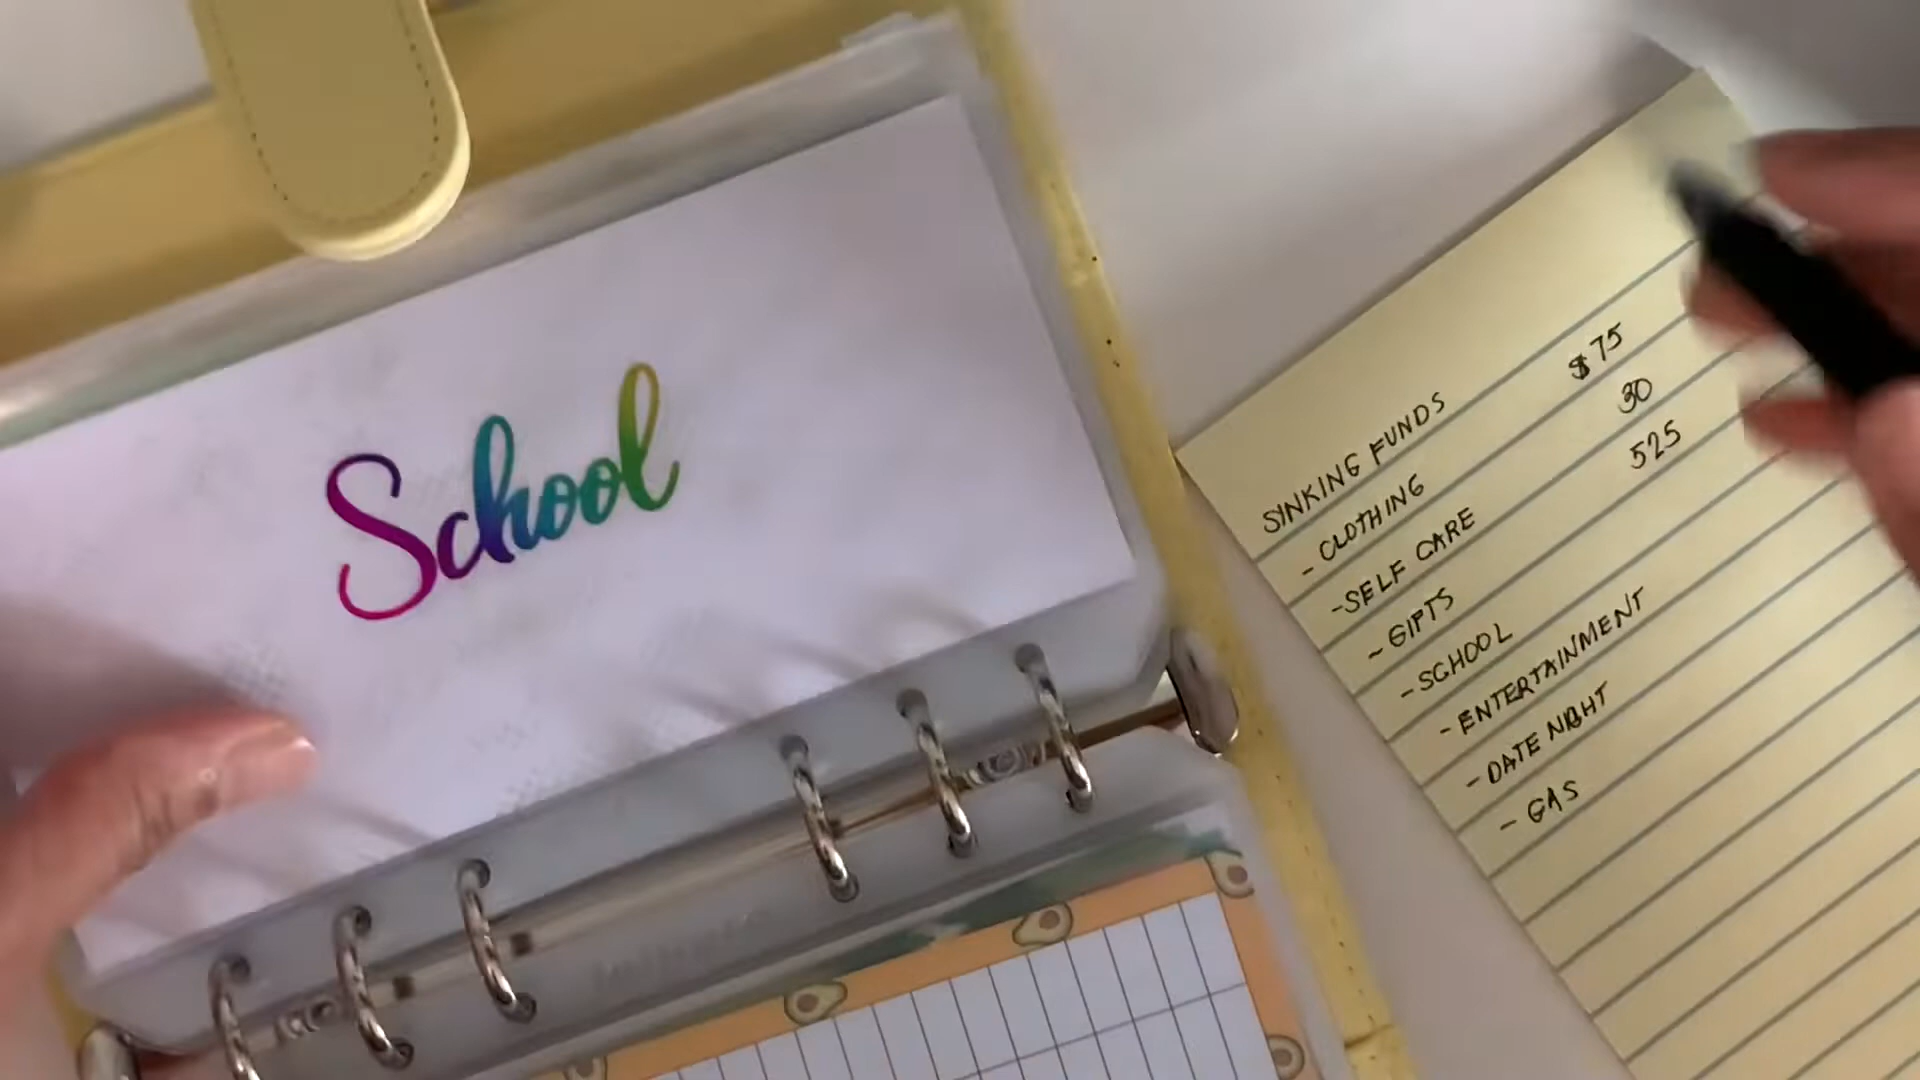 School
SINKING FUNDS
- CLOTHING $75
- SELF CARE 30
- GIFTS 525
- SCHOOL
- ENTERTAINMENT
- DATE NIGHT
- GAS